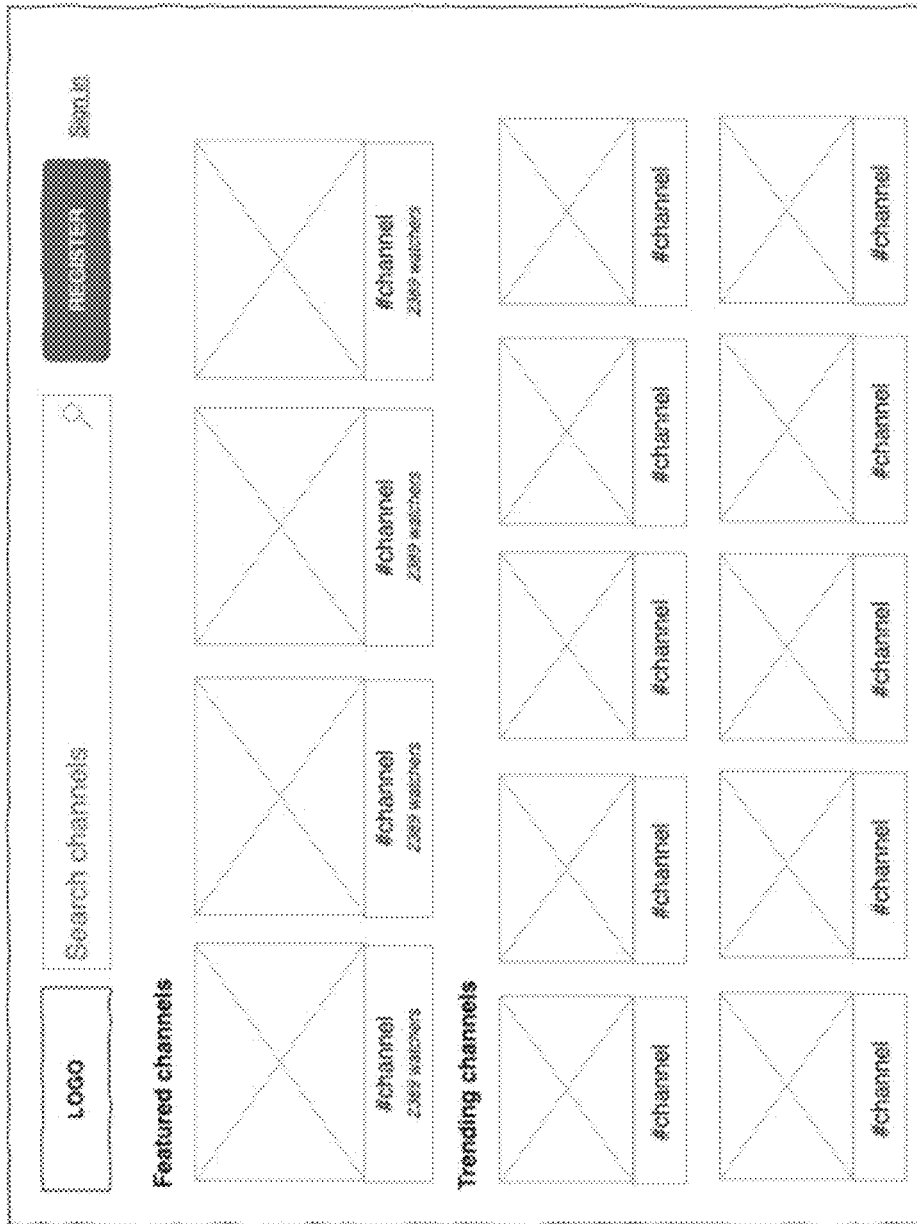 LOGO
Search channels
REGISTER
Sign in
Featured channels
#channel
2389 watchers
#channel
2389 watchers
#channel
2389 watchers
#channel
2389 watchers
Trending channels
#channel
#channel
#channel
#channel
#channel
#channel
#channel
#channel
#channel
#channel